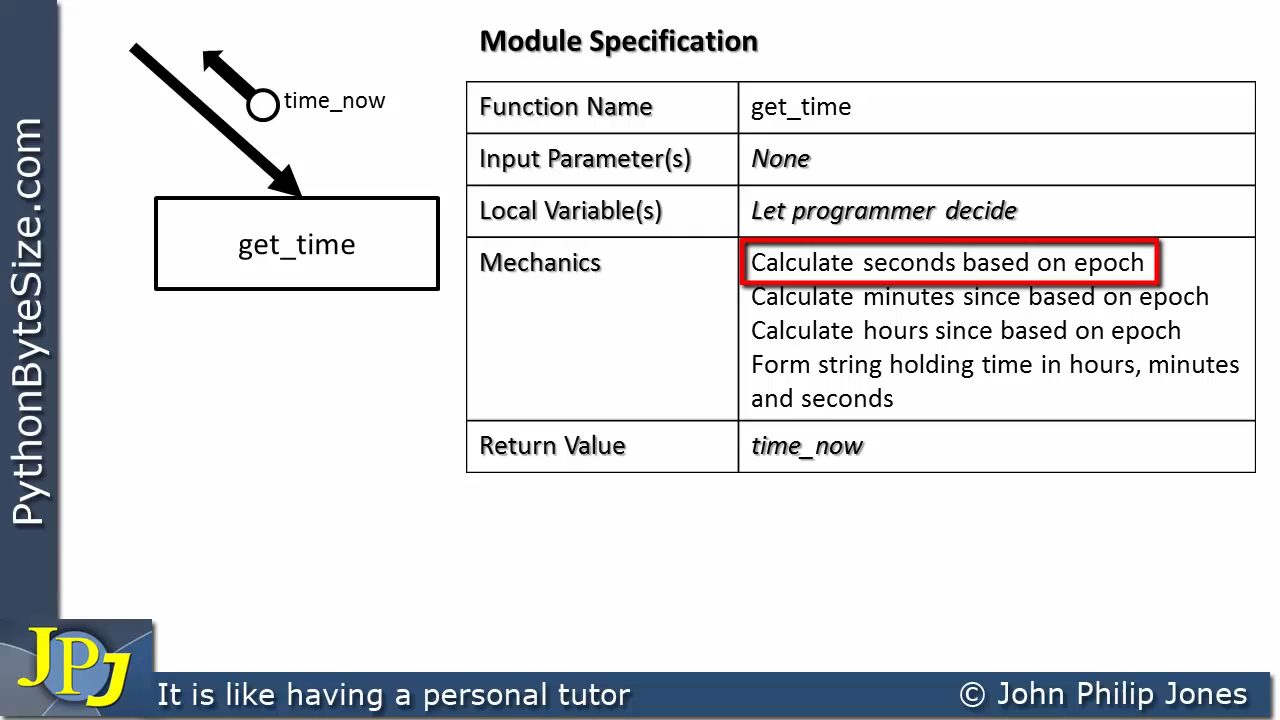 PythonByteSize.com
time_now
get_time
Module Specification
Function Name get_time
Input Parameter(s) None
Local Variable(s) Let programmer decide
Mechanics Calculate seconds based on epoch
Calculate minutes since based on epoch
Calculate hours since based on epoch
Form string holding time in hours, minutes
and seconds
Return Value time_now
JPJ
It is like having a personal tutor
© John Philip Jones